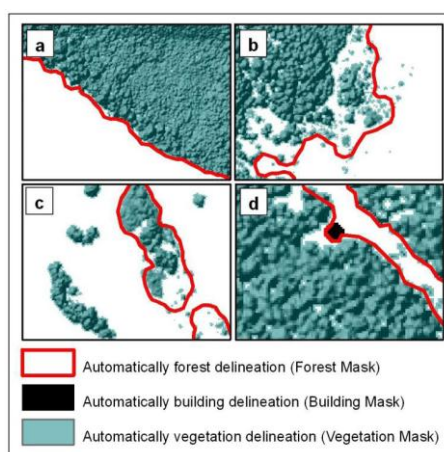 a
b
c
d
Automatically forest delineation (Forest Mask)
Automatically building delineation (Building Mask)
Automatically vegetation delineation (Vegetation Mask)